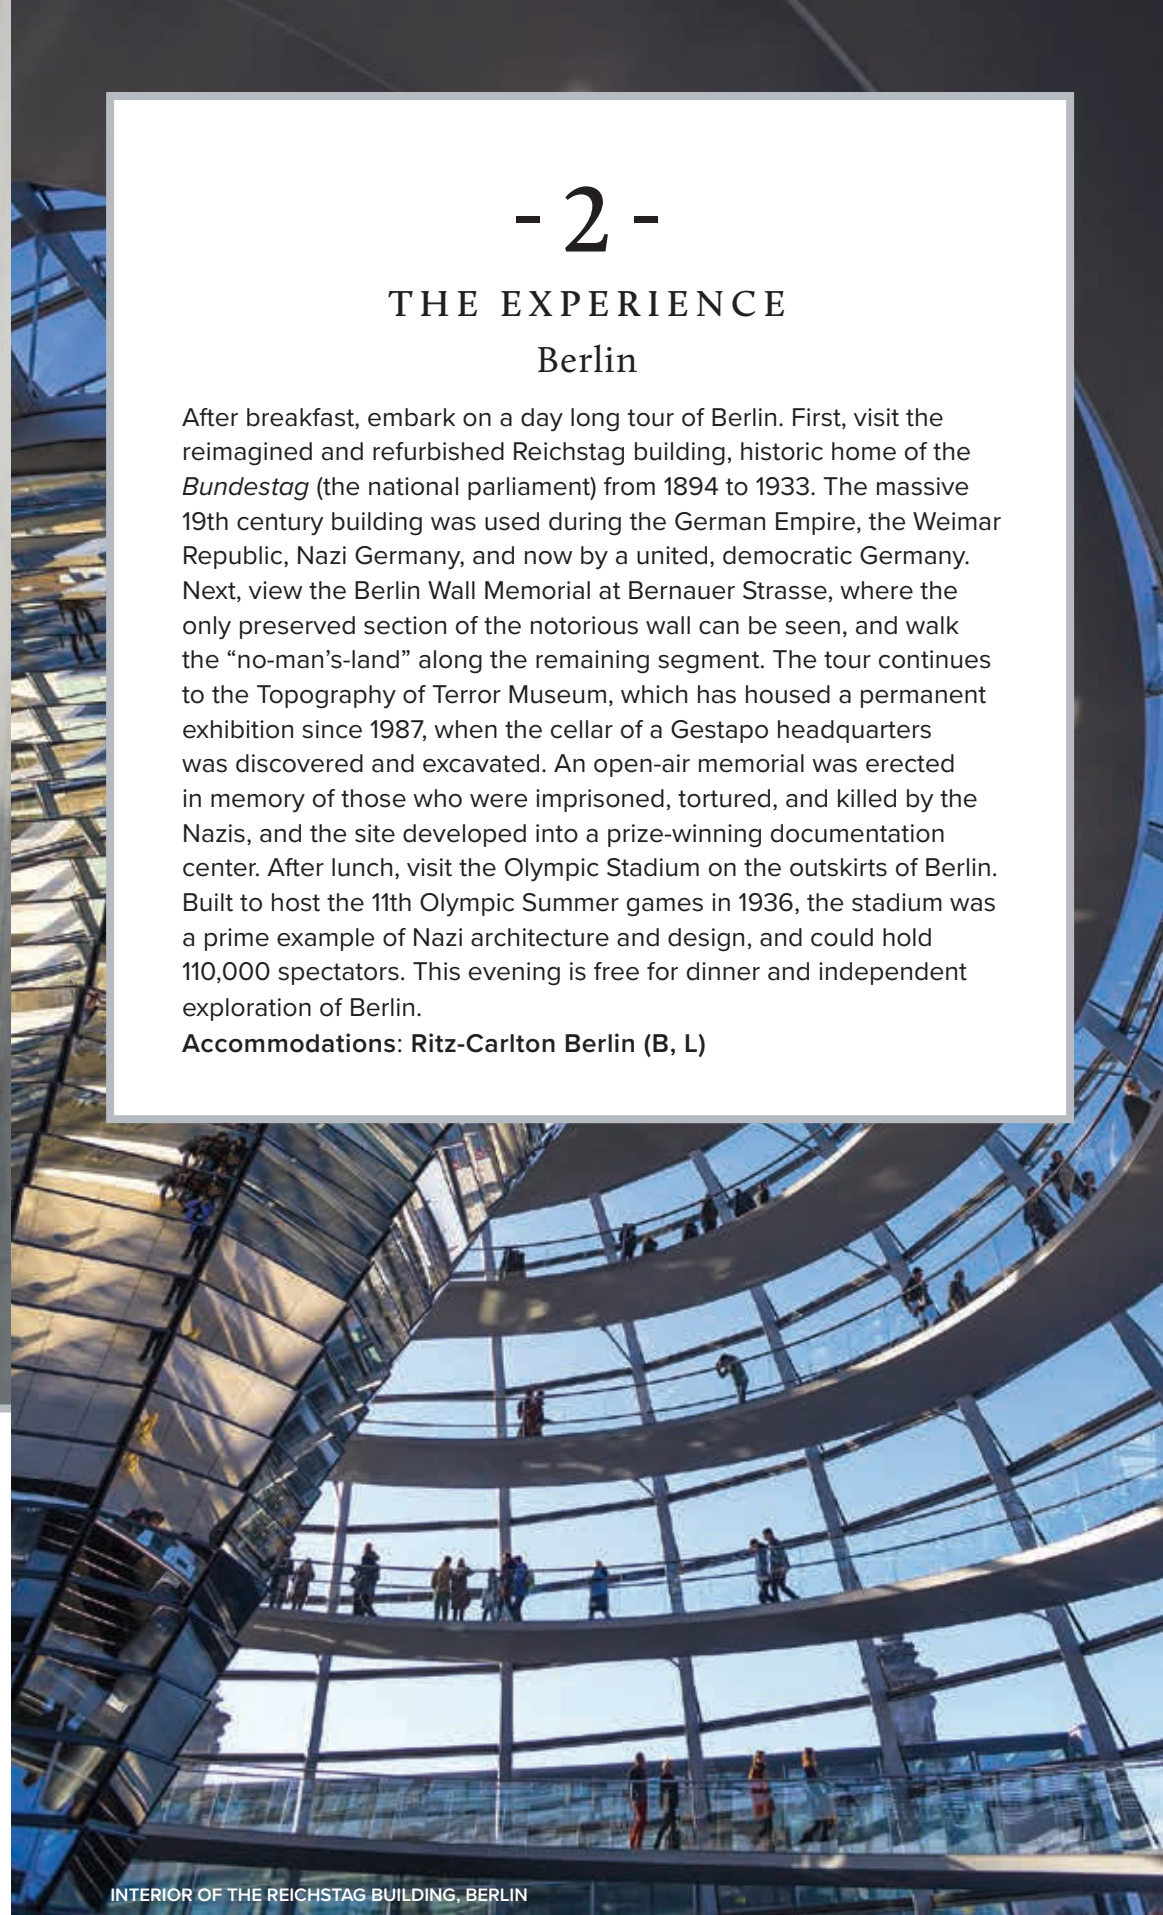 - 2 -
THE EXPERIENCE
Berlin
After breakfast, embark on a day long tour of Berlin. First, visit the
reimagined and refurbished Reichstag building, historic home of the
Bundestag (the national parliament) from 1894 to 1933. The massive
19th century building was used during the German Empire, the Weimar
Republic, Nazi Germany, and now by a united, democratic Germany.
Next, view the Berlin Wall Memorial at Bernauer Strasse, where the
only preserved section of the notorious wall can be seen, and walk
the “no-man’s-land” along the remaining segment. The tour continues
to the Topography of Terror Museum, which has housed a permanent
exhibition since 1987, when the cellar of a Gestapo headquarters
was discovered and excavated. An open-air memorial was erected
in memory of those who were imprisoned, tortured, and killed by the
Nazis, and the site developed into a prize-winning documentation
center. After lunch, visit the Olympic Stadium on the outskirts of Berlin.
Built to host the 11th Olympic Summer games in 1936, the stadium was
a prime example of Nazi architecture and design, and could hold
110,000 spectators. This evening is free for dinner and independent
exploration of Berlin.
Accommodations: Ritz-Carlton Berlin (B, L)
INTERIOR OF THE REICHSTAG BUILDING, BERLIN